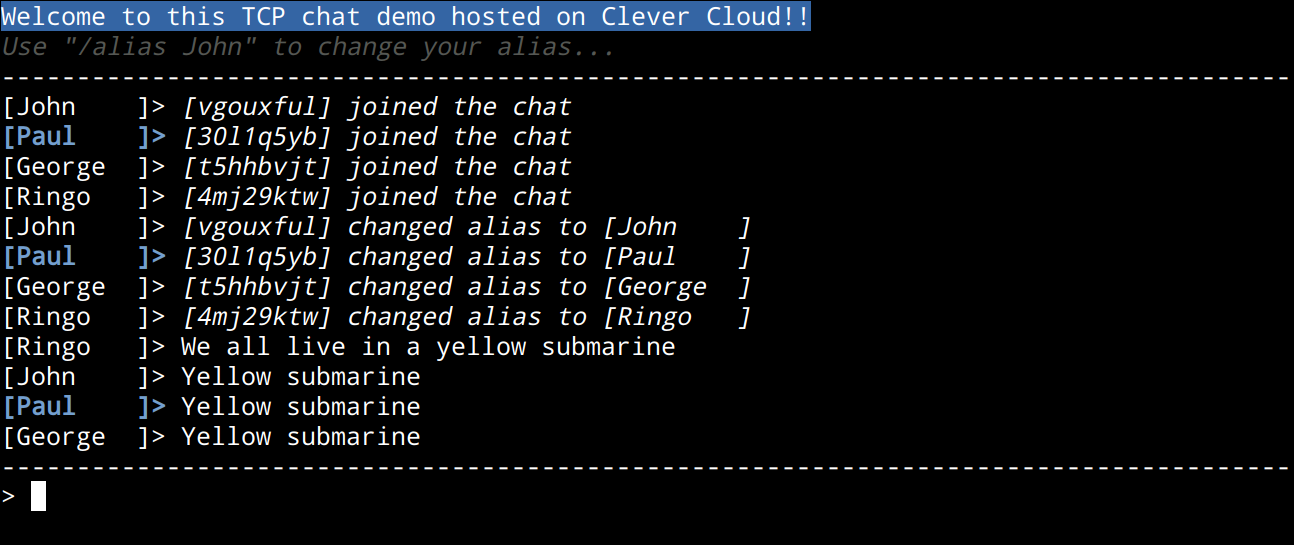 Welcome to this TCP chat demo hosted on Clever Cloud!!
Use "/alias John" to change your alias...
--------------------------------------------------------------------------------------
[John    ]> [vgouxful] joined the chat
[Paul    ]> [30l1q5yb] joined the chat
[George  ]> [t5hhbvjt] joined the chat
[Ringo   ]> [4mj29ktw] joined the chat
[John    ]> [vgouxful] changed alias to [John    ]
[Paul    ]> [30l1q5yb] changed alias to [Paul    ]
[George  ]> [t5hhbvjt] changed alias to [George  ]
[Ringo   ]> [4mj29ktw] changed alias to [Ringo   ]
[Ringo   ]> We all live in a yellow submarine
[John    ]> Yellow submarine
[Paul    ]> Yellow submarine
[George  ]> Yellow submarine
--------------------------------------------------------------------------------------
>